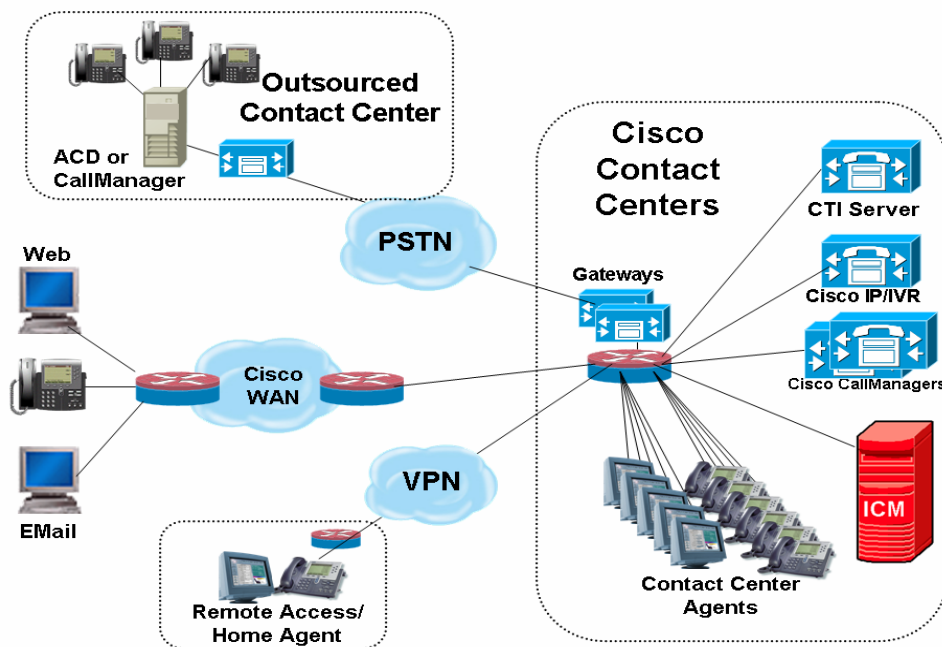 Outsourced
Contact Center
ACD or
CallManager
Cisco
Contact
Centers
CTI Server
PSTN
Web
Gateways
Cisco IP/IVR
Cisco
WAN
Cisco CallManagers
VPN
ICM
EMail
Contact Center
Agents
Remote Access/
Home Agent